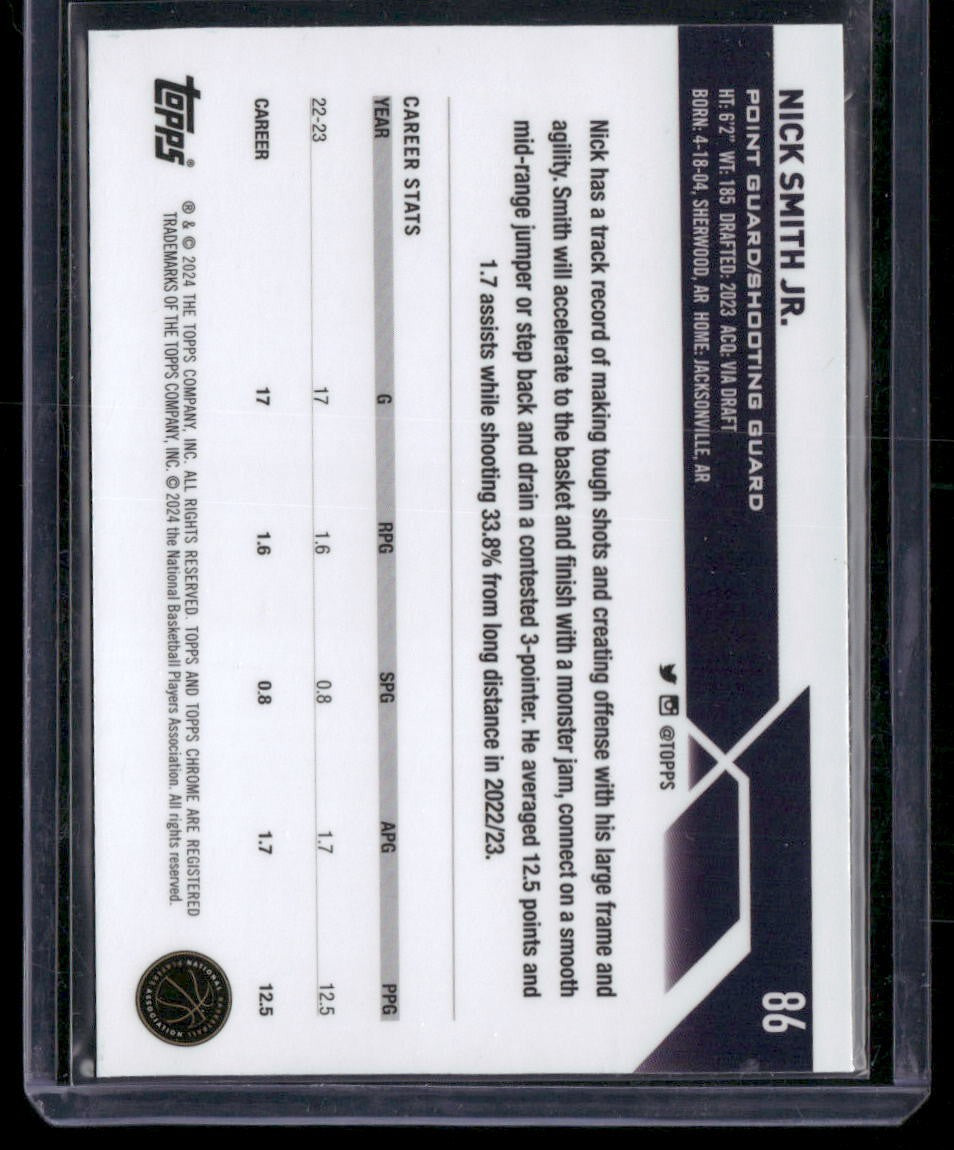 NICK SMITH JR.
86
POINT GUARD/SHOOTING GUARD
HT: 6'2" WT: 185 DRAFTED: 2023 ACQ: VIA DRAFT
BORN: 4-18-04, SHERWOOD, AR HOME: JACKSONVILLE, AR
@TOPPS
Nick has a track record of making tough shots and creating offense with his large frame and
agility. Smith will accelerate to the basket and finish with a monster jam, connect on a smooth
mid-range jumper or step back and drain a contested 3-pointer. He averaged 12.5 points and
1.7 assists while shooting 33.8% from long distance in 2022/23.
CAREER STATS
YEAR G RPG SPG APG PPG
22-23 17 1.6 0.8 1.7 12.5
CAREER 17 1.6 0.8 1.7 12.5
topps®
® & © 2024 THE TOPPS COMPANY, INC. ALL RIGHTS RESERVED. TOPPS AND TOPPS CHROME ARE REGISTERED
TRADEMARKS OF THE TOPPS COMPANY, INC. © 2024 the National Basketball Players Association. All rights reserved.
NATIONAL BASKETBALL PLAYERS ASSOCIATION